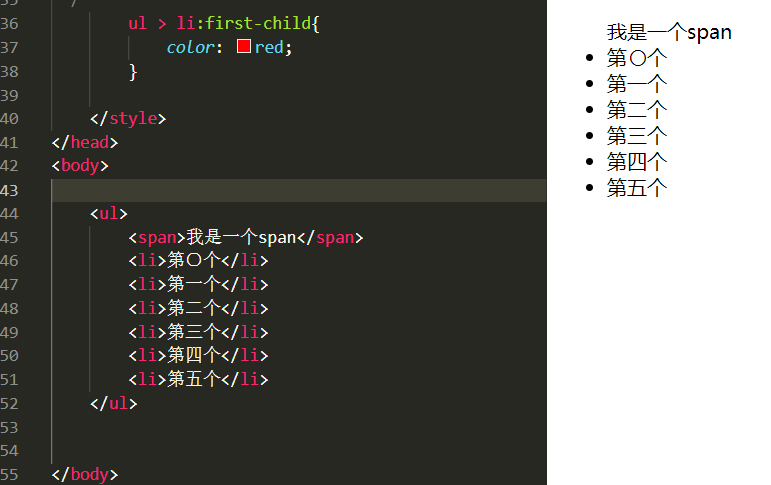 36 ul > li:first-child{
37 color: red;
38 }
39
40 </style>
41 </head>
42 <body>
43
44 <ul>
45 <span>我是一个span</span>
46 <li>第〇个</li>
47 <li>第一个</li>
48 <li>第二个</li>
49 <li>第三个</li>
50 <li>第四个</li>
51 <li>第五个</li>
52 </ul>
53
54
55 </body>
我是一个span
第〇个
第一个
第二个
第三个
第四个
第五个